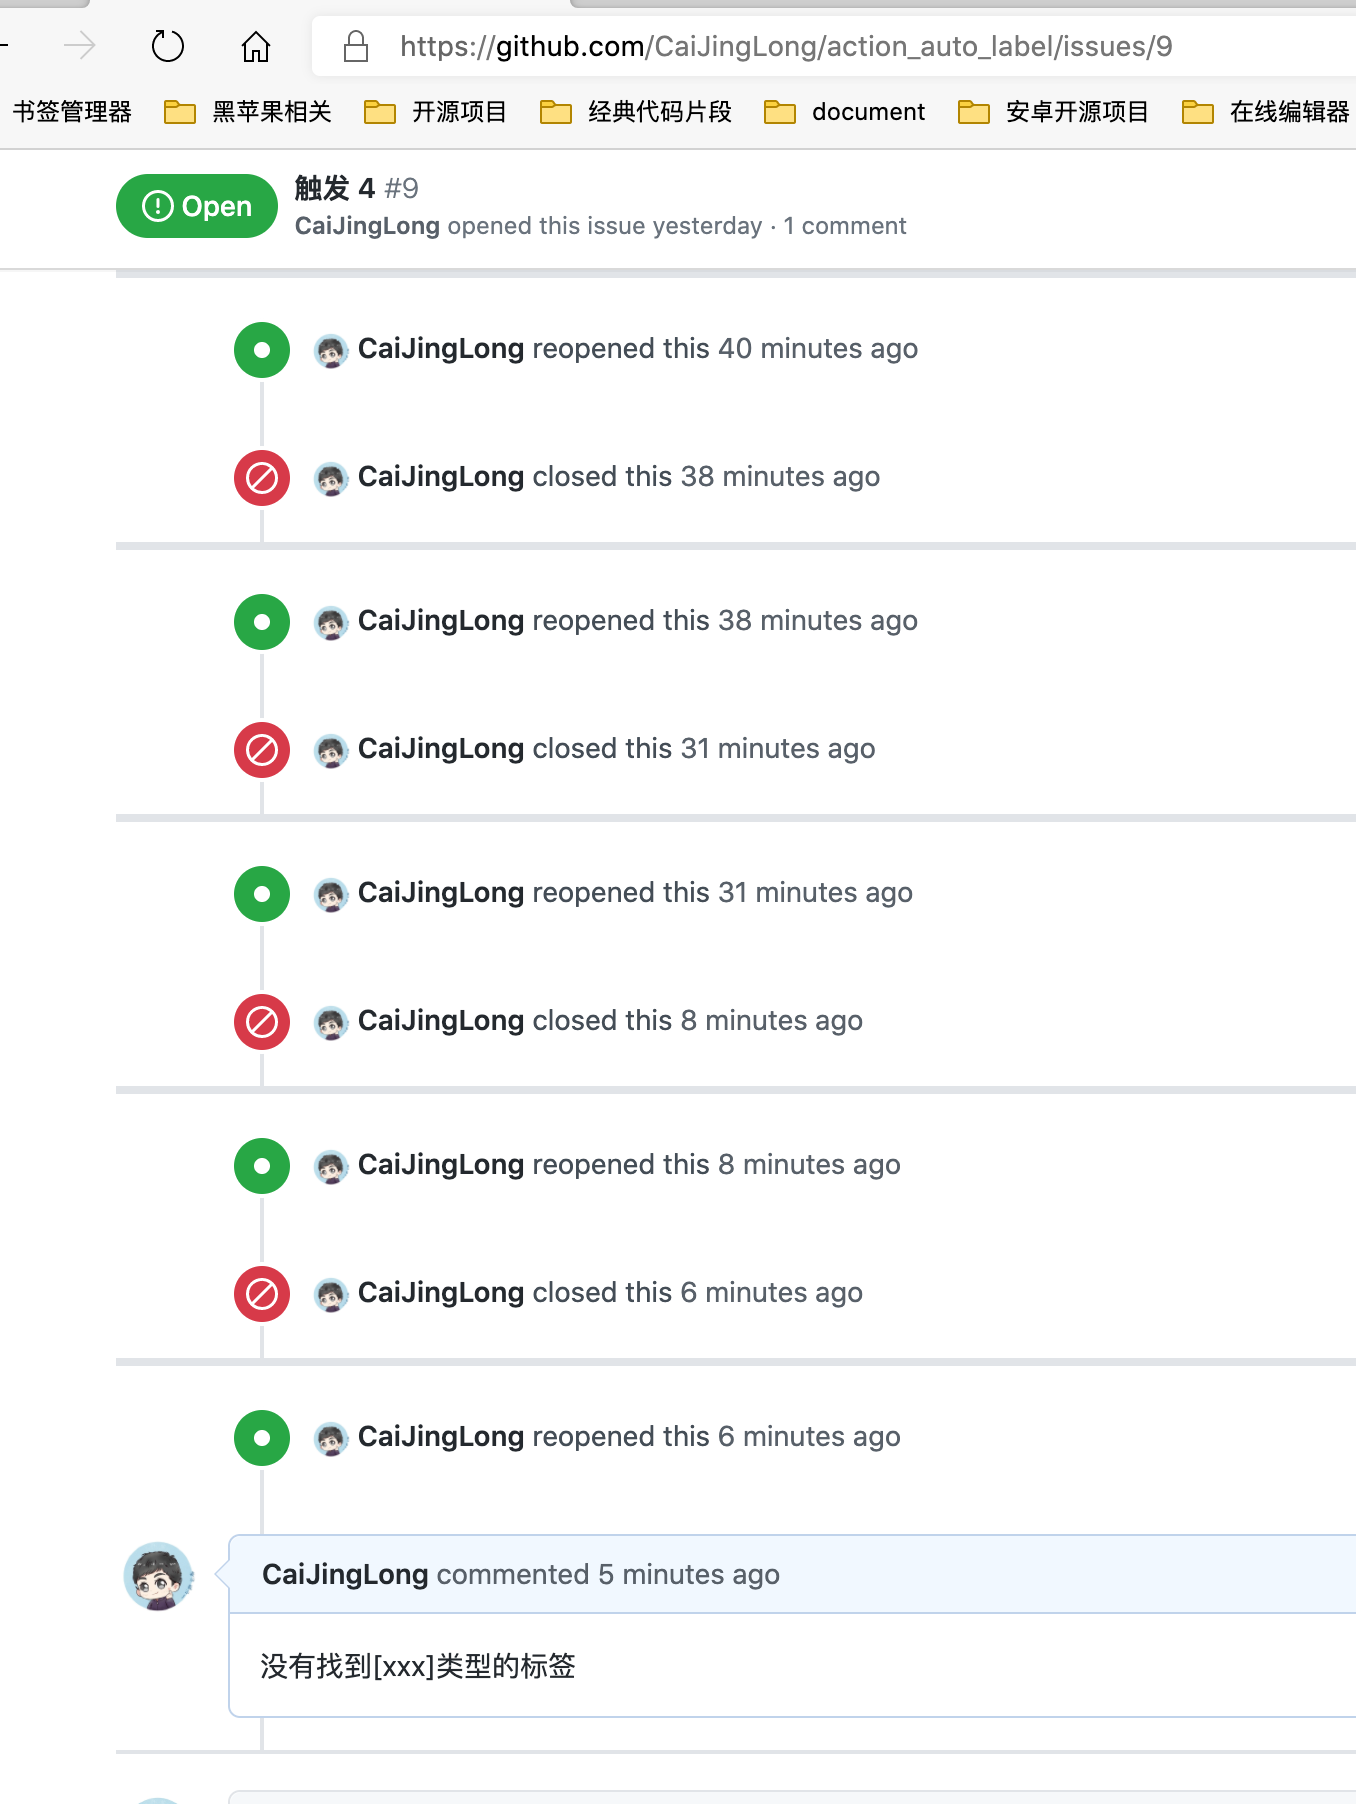 https://github.com/CaiJingLong/action_auto_label/issues/9
书签管理器 黑苹果相关 开源项目 经典代码片段 document 安卓开源项目 在线编辑器
Open
触发 4 #9
CaiJingLong opened this issue yesterday · 1 comment
CaiJingLong reopened this 40 minutes ago
CaiJingLong closed this 38 minutes ago
CaiJingLong reopened this 38 minutes ago
CaiJingLong closed this 31 minutes ago
CaiJingLong reopened this 31 minutes ago
CaiJingLong closed this 8 minutes ago
CaiJingLong reopened this 8 minutes ago
CaiJingLong closed this 6 minutes ago
CaiJingLong reopened this 6 minutes ago
CaiJingLong commented 5 minutes ago
没有找到[xxx]类型的标签